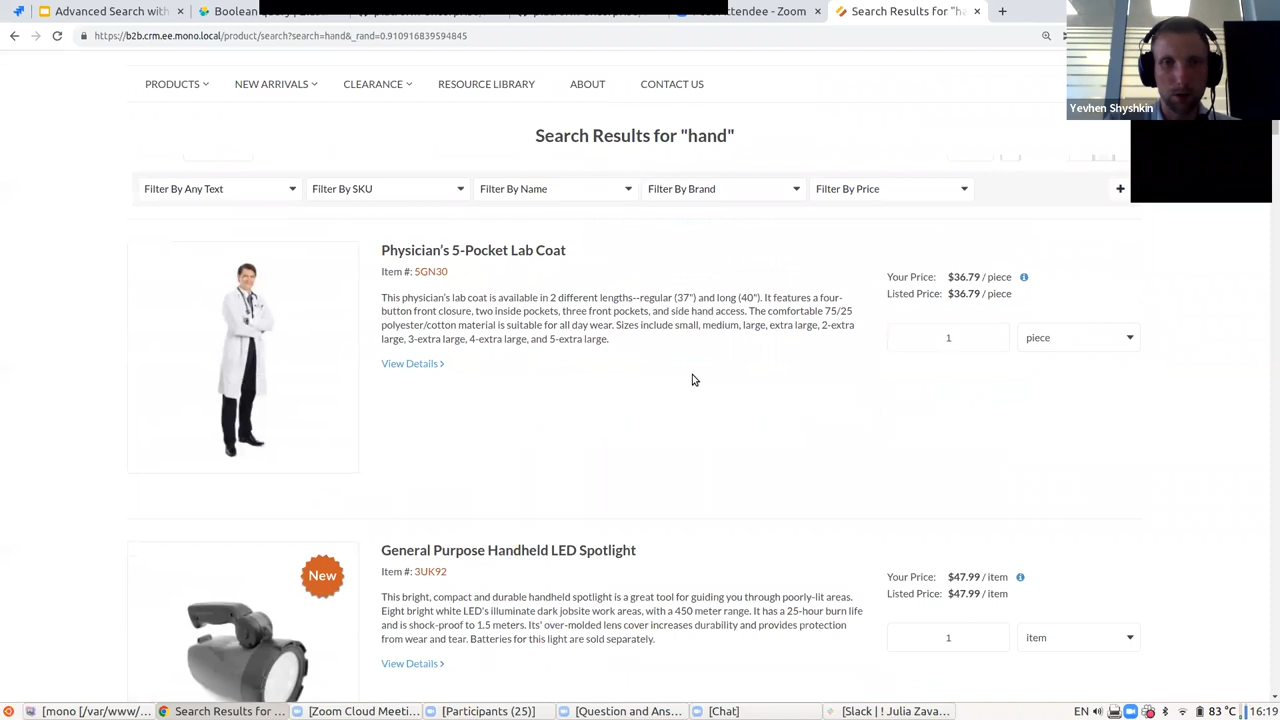 Advanced Search with
Boolean
attendee - Zoom
Search Results for "he
https://b2b.crm.ee.mono.local/product/search?search=hand&_rand=0.910916839594845
Yevhen Shyshkin
PRODUCTS NEW ARRIVALS CLEARANCE RESOURCE LIBRARY ABOUT CONTACT US
Search Results for "hand"
Filter By Any Text Filter By SKU Filter By Name Filter By Brand Filter By Price +
Physician's 5-Pocket Lab Coat
Item #: 5GN30
This physician's lab coat is available in 2 different lengths--regular (37") and long (40"). It features a four-
button front closure, two inside pockets, three front pockets, and side hand access. The comfortable 75/25
polyester/cotton material is suitable for all day wear. Sizes include small, medium, large, extra large, 2-extra
large, 3-extra large, 4-extra large, and 5-extra large.
View Details
Your Price: $36.79 / piece
Listed Price: $36.79 / piece
1 piece
New
General Purpose Handheld LED Spotlight
Item #: 3UK92
This bright, compact and durable handheld spotlight is a great tool for guiding you through poorly-lit areas.
Eight bright white LED's illuminate dark jobsite work areas, with a 450 meter range. It has a 25-hour burn life
and is shock-proof to 1.5 meters. Its' over-molded lens cover increases durability and provides protection
from wear and tear. Batteries for this light are sold separately.
View Details
Your Price: $47.99 / item
Listed Price: $47.99 / item
1 item
[mono [/var/www/... Search Results for ... [Zoom Cloud Meeti... [Participants (25)] [Question and Ans... [Chat] [Slack | ! Julia Zava... EN 83 °C 16:19